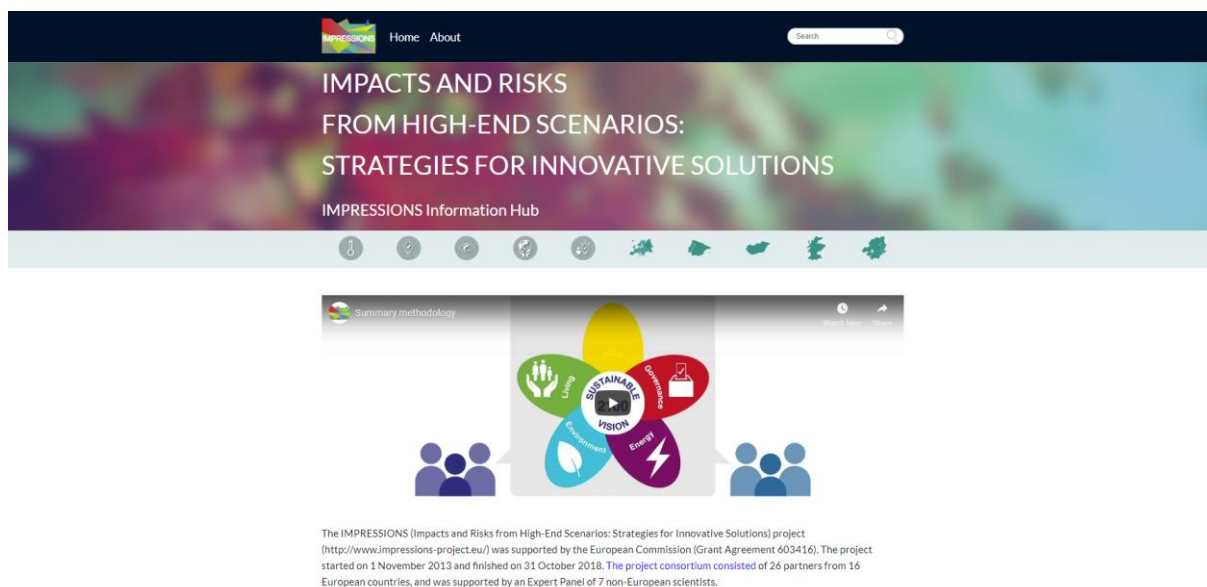 IMPRESSIONS
Home About
Search
IMPACTS AND RISKS
FROM HIGH-END SCENARIOS:
STRATEGIES FOR INNOVATIVE SOLUTIONS
IMPRESSIONS Information Hub
Summary methodology
Watch later Share
Living
Governance
SUSTAINABLE
2100
VISION
Environment
Energy
The IMPRESSIONS (Impacts and Risks from High-End Scenarios: Strategies for Innovative Solutions) project
(http://www.impressions-project.eu/) was supported by the European Commission (Grant Agreement 603416). The project
started on 1 November 2013 and finished on 31 October 2018. The project consortium consisted of 26 partners from 16
European countries, and was supported by an Expert Panel of 7 non-European scientists.